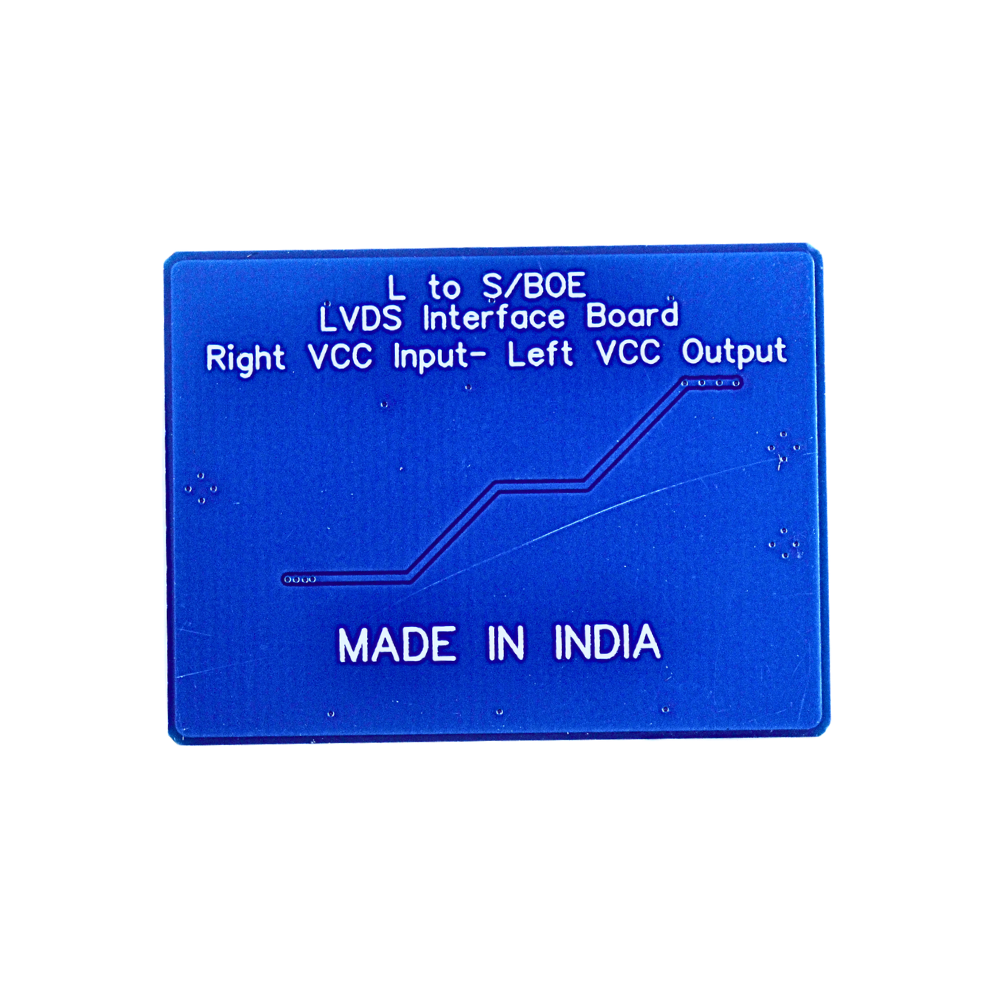 L to S/BOE
LVDS Interface Board
Right VCC Input- Left VCC Output
MADE IN INDIA